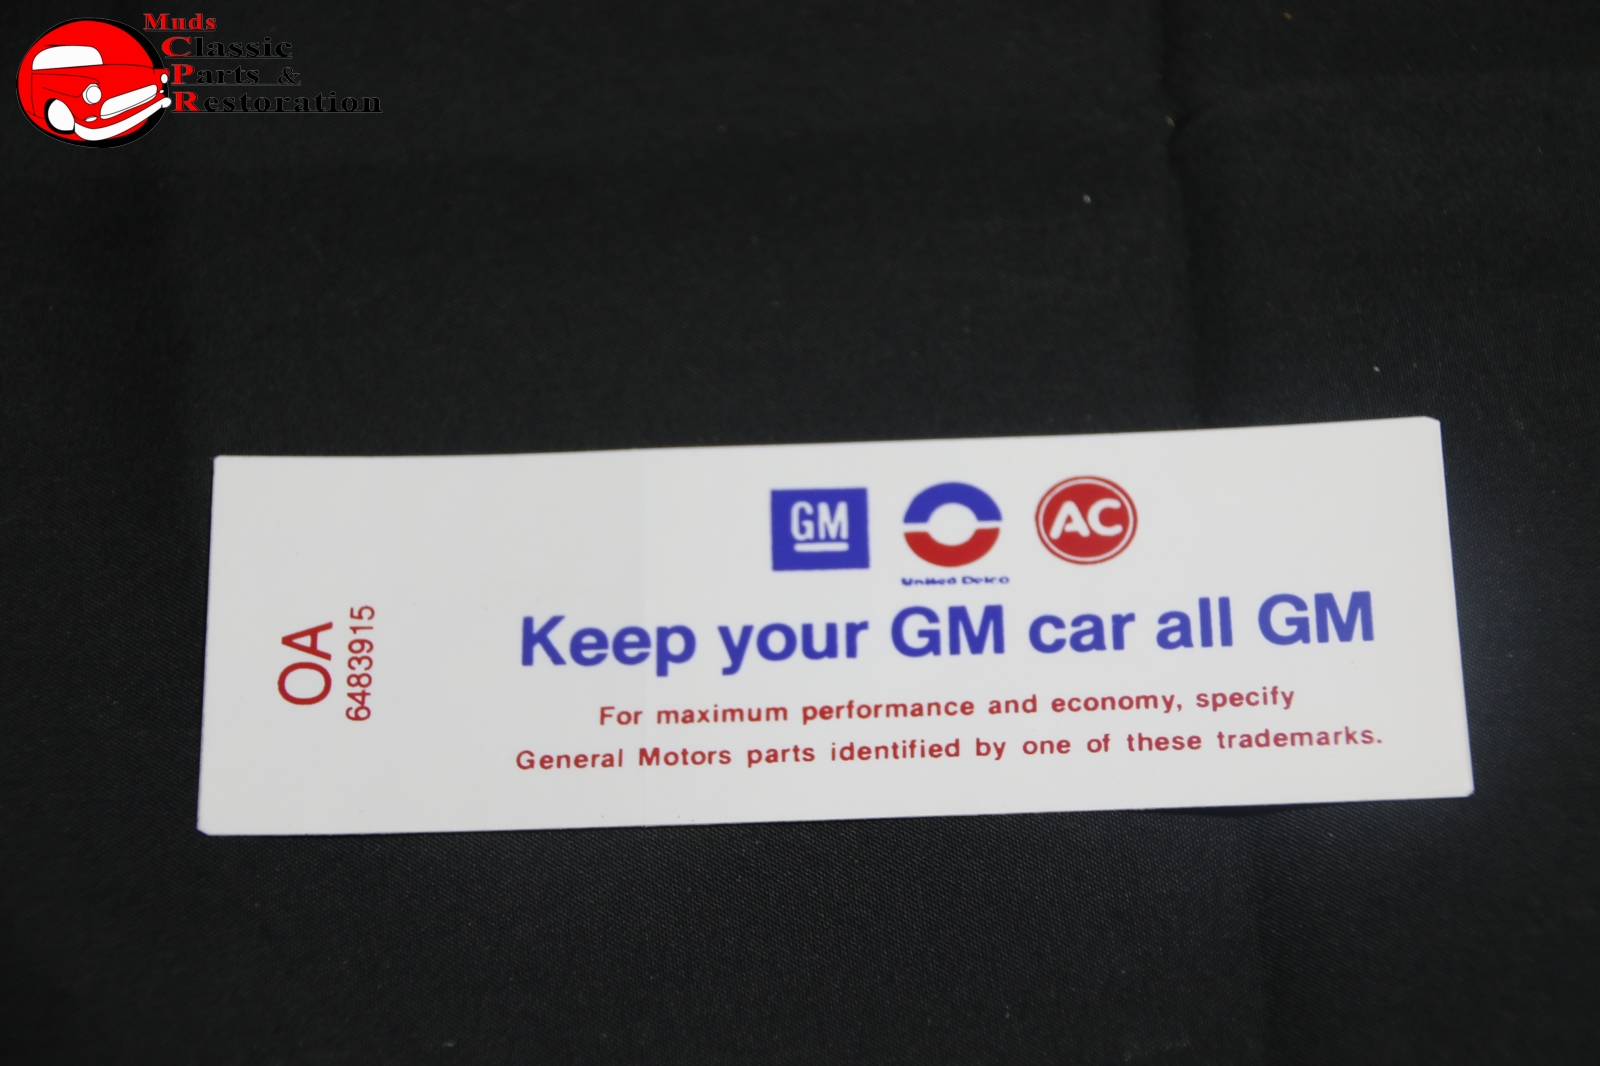 Muds
Classic
Parts &
Restoration
GM
United Delco
AC
Keep your GM car all GM
For maximum performance and economy, specify
General Motors parts identified by one of these trademarks.
OA
6483915